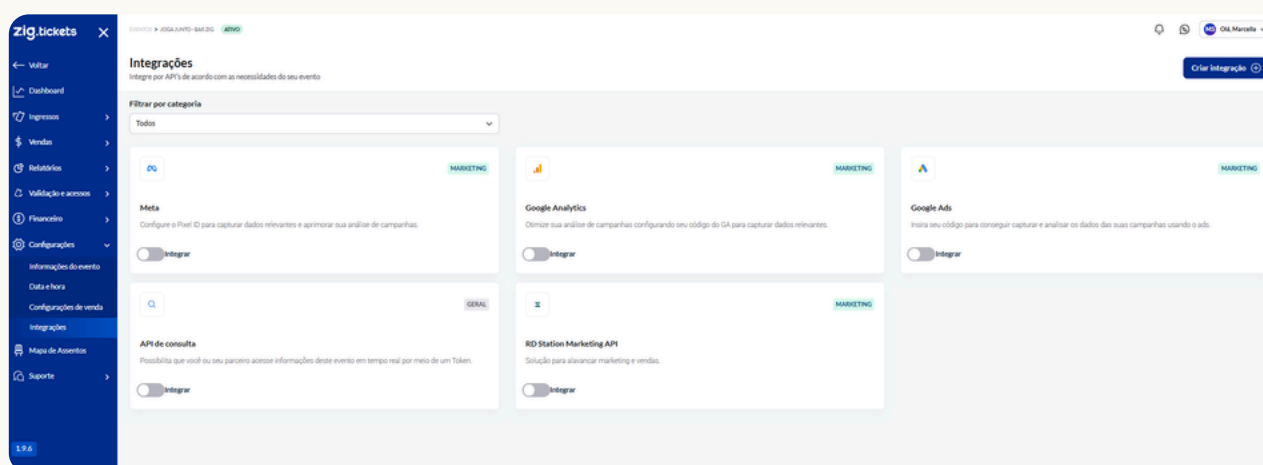 zig.tickets
EVENTOS > JOGA JUNTO - BAR ZIG ATIVO
MS Olá, Marcella
Voltar
Dashboard
Ingressos
Vendas
Relatórios
Validação e acessos
Financeiro
Configurações
Informações do evento
Data e hora
Configurações de venda
Integrações
Mapa de Assentos
Suporte
1.9.6
Integrações
Integre por API's de acordo com as necessidades do seu evento
Criar integração
Filtrar por categoria
Todos
MARKETING
Meta
Configure o Pixel ID para capturar dados relevantes e aprimorar sua análise de campanhas.
Integrar
MARKETING
Google Analytics
Otimize sua análise de campanhas configurando seu código do GA para capturar dados relevantes.
Integrar
MARKETING
Google Ads
Insira seu código para conseguir capturar e analisar os dados das suas campanhas usando o ads.
Integrar
GERAL
API de consulta
Possibilita que você ou seu parceiro acesse informações deste evento em tempo real por meio de um Token.
Integrar
MARKETING
RD Station Marketing API
Solução para alavancar marketing e vendas.
Integrar